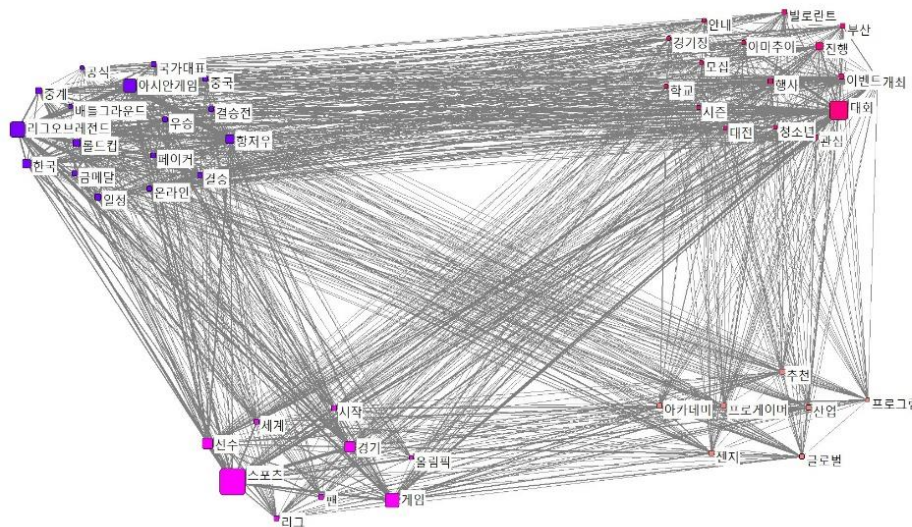 공식
국가대표
중국
아시안게임
중계
배틀그라운드
결승전
리그오브레전드
우승
롤드컵
항저우
한국
페이커
금메달
결승
일정
온라인
안내
발로란트
부산
경기장
아미추이
진행
모집
학교
행사
이벤트개최
시즌
대회
대전
청소년
관심
시작
세계
선수
경기
올림픽
스포츠
팬
게임
리그
추천
아카데미
프로게이머
산업
프로그램
센지
글로벌